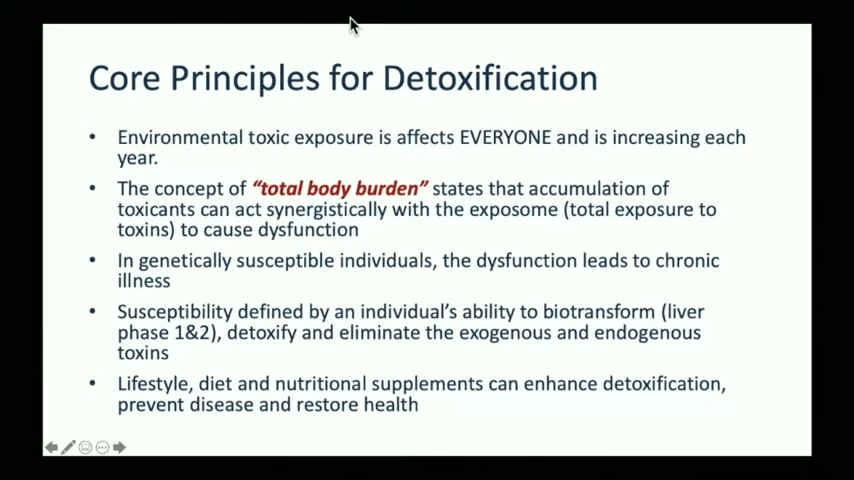 Core Principles for Detoxification
• Environmental toxic exposure is affects EVERYONE and is increasing each
year.
• The concept of “total body burden” states that accumulation of
toxicants can act synergistically with the exposome (total exposure to
toxins) to cause dysfunction
• In genetically susceptible individuals, the dysfunction leads to chronic
illness
• Susceptibility defined by an individual’s ability to biotransform (liver
phase 1&2), detoxify and eliminate the exogenous and endogenous
toxins
• Lifestyle, diet and nutritional supplements can enhance detoxification,
prevent disease and restore health